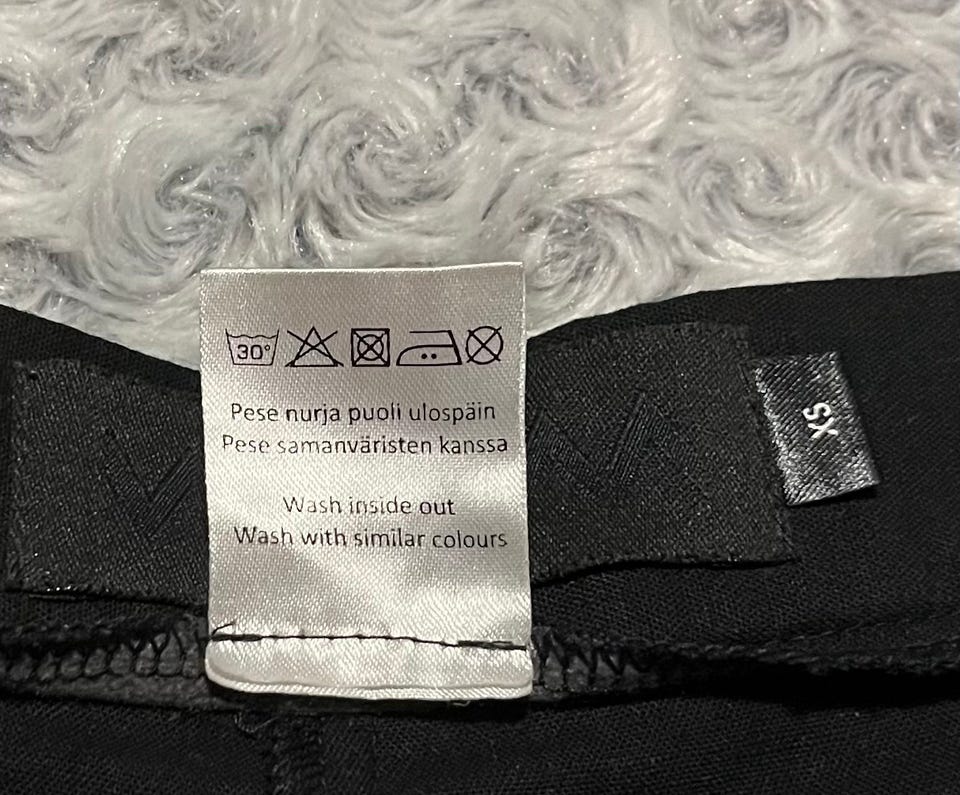 30°
Pese nurja puoli ulospäin
Pese samanväristen kanssa
Wash inside out
Wash with similar colours
XS